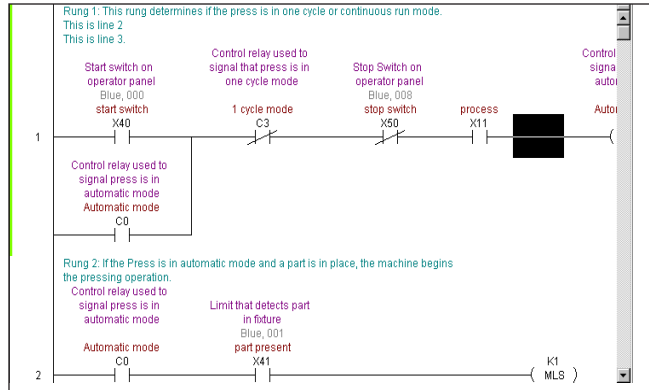 Rung 1: This rung determines if the press is in one cycle or continuous run mode.
This is line 2
This is line 3.
Start switch on
operator panel
Blue, 000
start switch
X40
Control relay used to
signal that press is in
one cycle mode
1 cycle mode
C3
Stop Switch on
operator panel
Blue, 008
stop switch
X50
process
X11
Control
signa
autor
Autor
1
Control relay used to
signal press is in
automatic mode
Automatic mode
C0
Rung 2: If the Press is in automatic mode and a part is in place, the machine begins
the pressing operation.
Control relay used to
signal press is in
automatic mode
Automatic mode
C0
Limit that detects part
in fixture
Blue, 001
part present
X41
K1
MLS
2